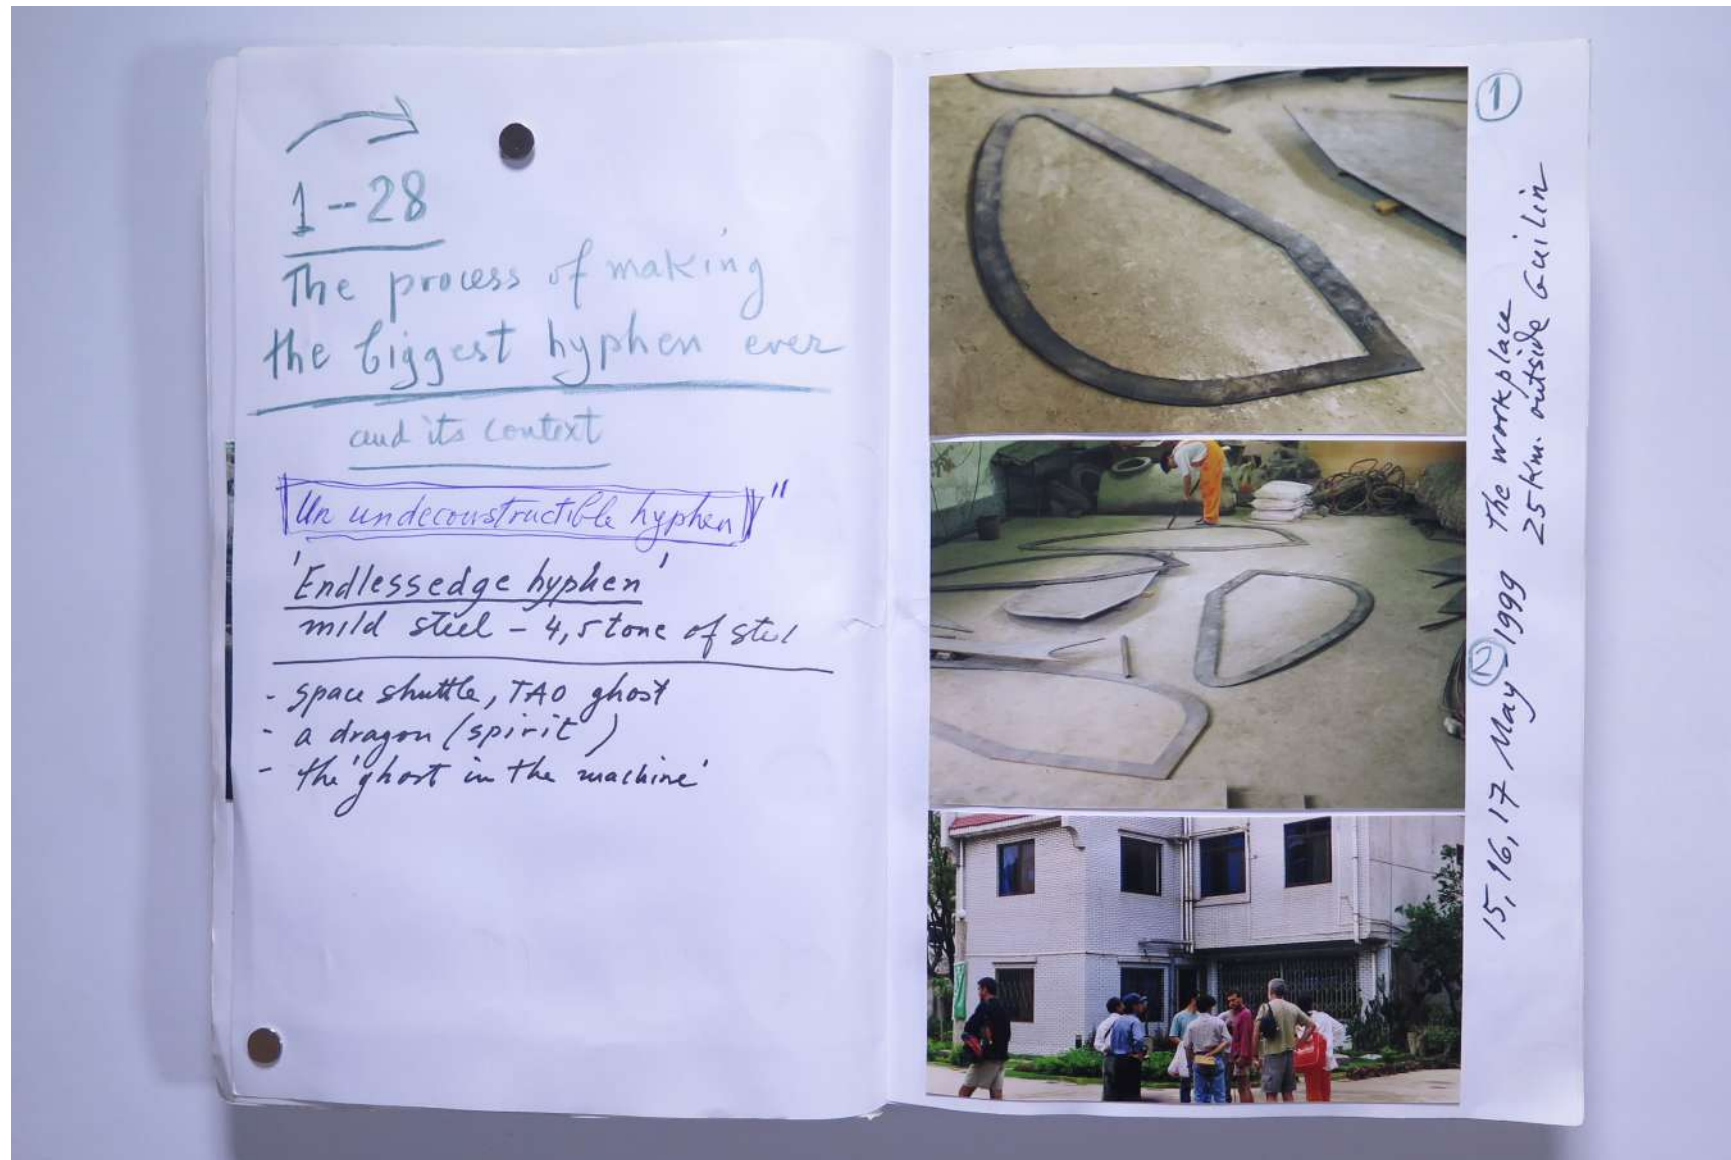 1--28
The process of making
the biggest hyphen ever
and its context
Un undeconstructible hyphen"
'Endlessedge hyphen'
mild steel - 4,5 tone of steel
- space shuttle, TAO ghost
- a dragon (spirit)
- the 'ghost in the machine'
1
2
15, 16, 17 May - 1999 The workplace
25 km. outside Guilin